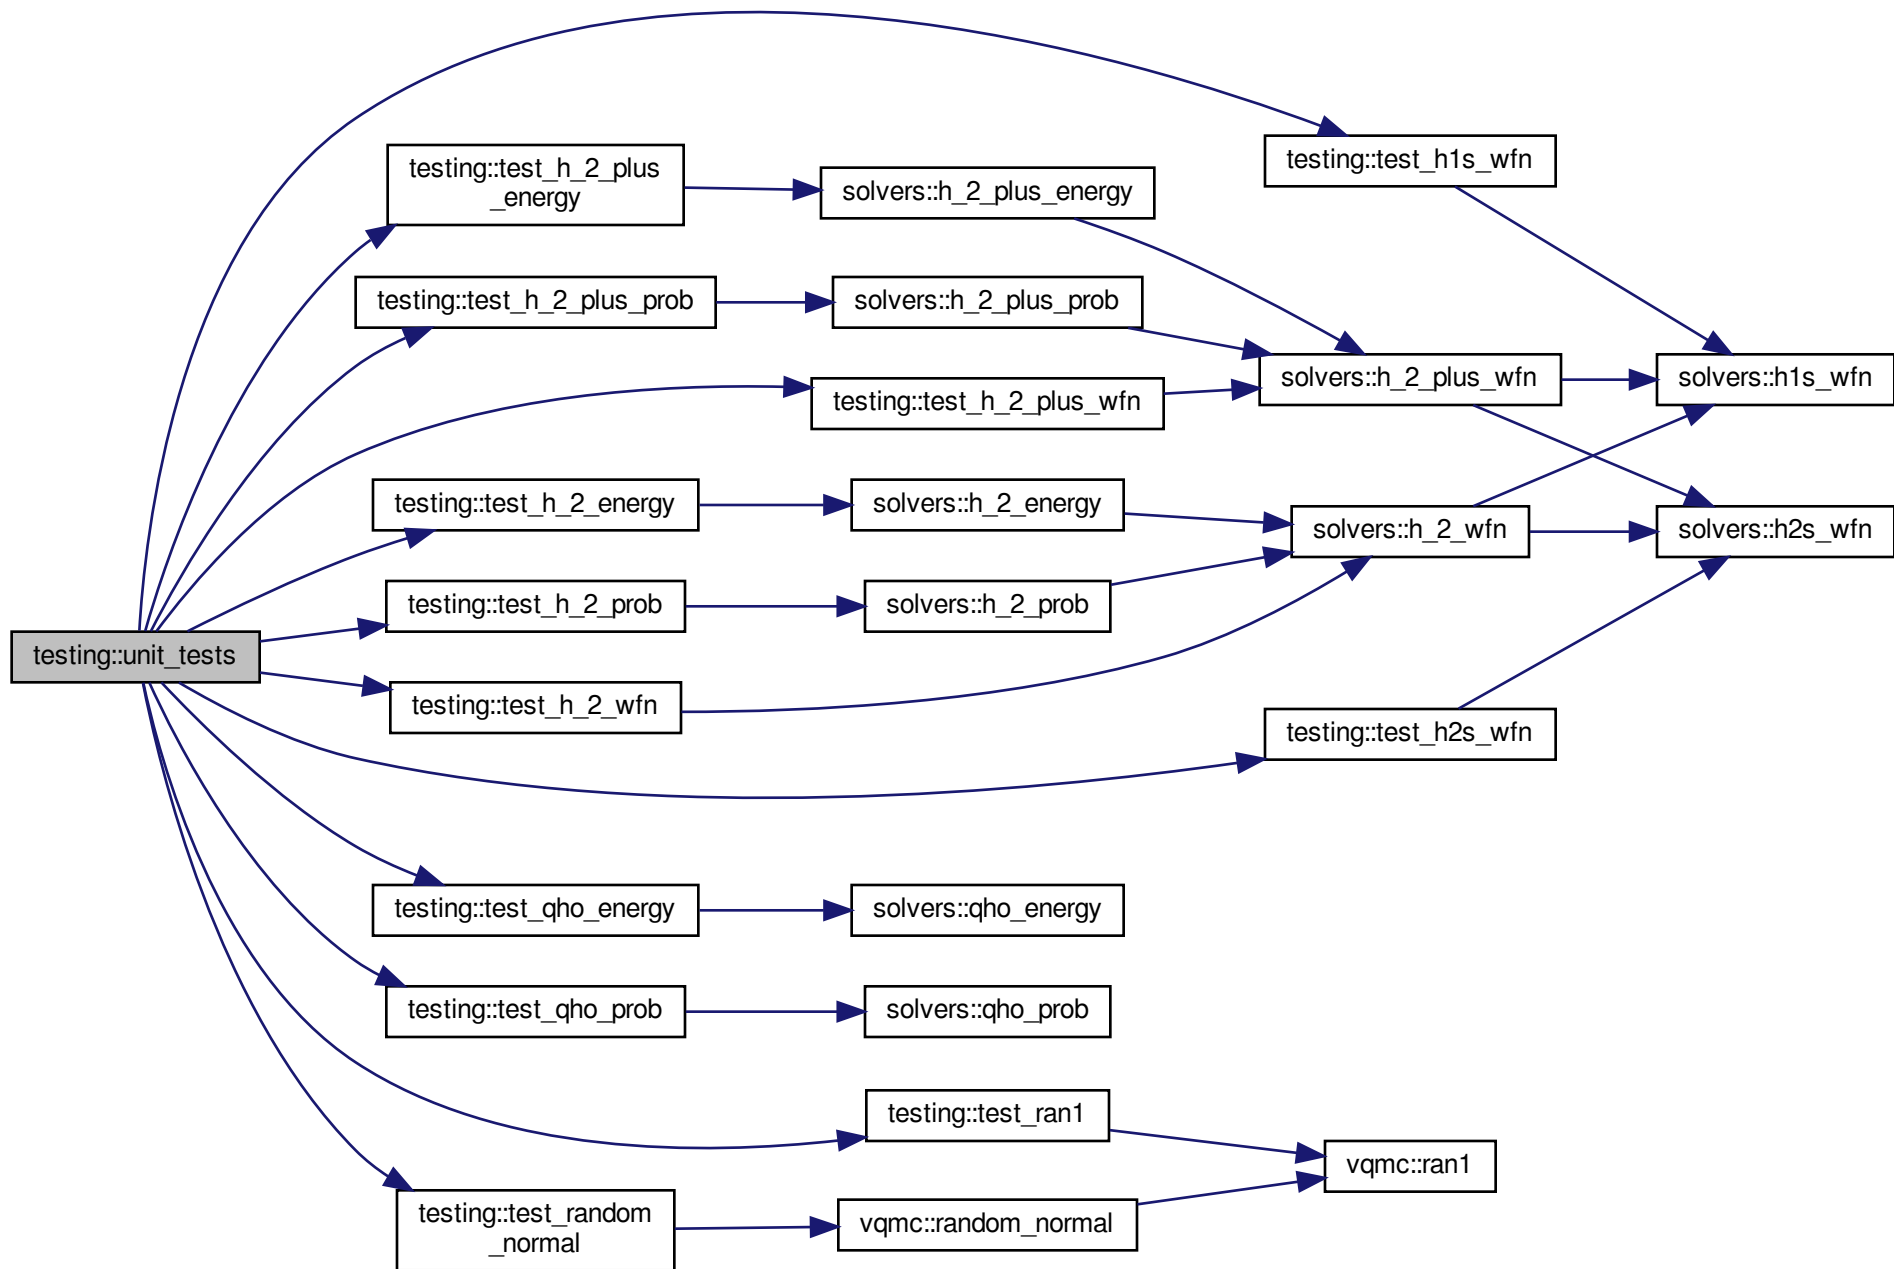 testing::test_h1s_wfn
testing::test_h_2_plus
_energy
solvers::h_2_plus_energy
testing::test_h_2_plus_prob
solvers::h_2_plus_prob
solvers::h_2_plus_wfn
solvers::h1s_wfn
testing::test_h_2_plus_wfn
testing::test_h_2_energy
solvers::h_2_energy
solvers::h_2_wfn
solvers::h2s_wfn
testing::test_h_2_prob
solvers::h_2_prob
testing::unit_tests
testing::test_h_2_wfn
testing::test_h2s_wfn
testing::test_qho_energy
solvers::qho_energy
testing::test_qho_prob
solvers::qho_prob
testing::test_ran1
vqmc::ran1
testing::test_random
_normal
vqmc::random_normal